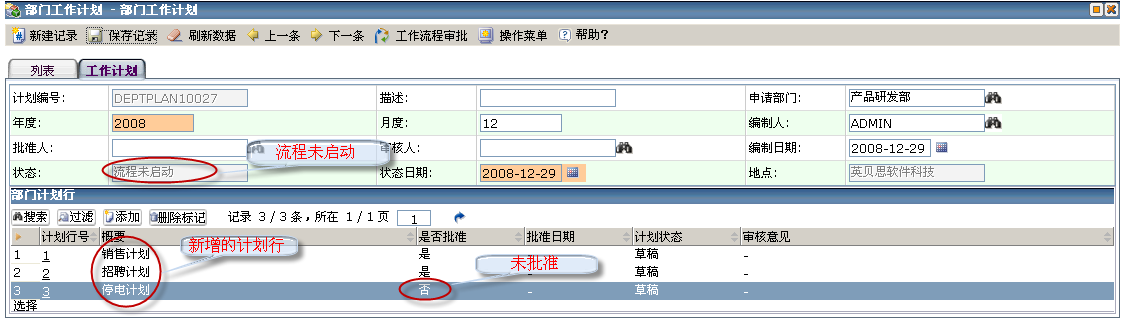 部门工作计划 - 部门工作计划
新建记录 保存记录 刷新数据 上一条 下一条 工作流程审批 操作菜单 帮助?
列表 工作计划
计划编号: DEPTPLAN10027 描述: 申请部门: 产品研发部
年度: 2008 月度: 12 编制人: ADMIN
批准人: 审核人: 编制日期: 2008-12-29
流程未启动
状态: 流程未启动 状态日期: 2008-12-29 地点: 英贝思软件科技
部门计划行
搜索 过滤 添加 删除标记 记录 3 / 3 条 , 所在 1 / 1 页 1
计划行号 概要 是否批准 批准日期 计划状态 审核意见
1 1 销售计划 是 草稿 -
新增的计划行
2 2 招聘计划 是 - 草稿 -
未批准
3 3 停电计划 否 - 草稿 -
选择